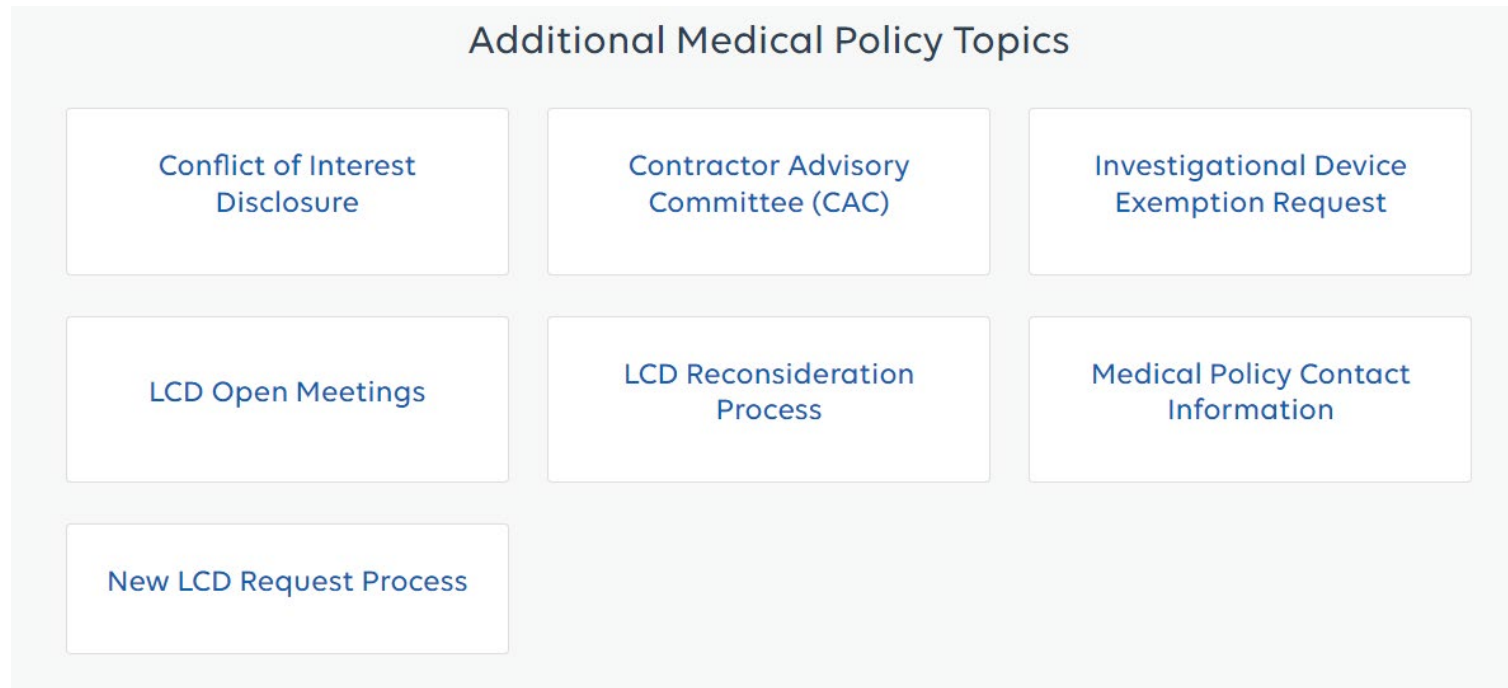 Additional Medical Policy Topics
Conflict of Interest
Disclosure
Contractor Advisory
Committee (CAC)
Investigational Device
Exemption Request
LCD Open Meetings
LCD Reconsideration
Process
Medical Policy Contact
Information
New LCD Request Process